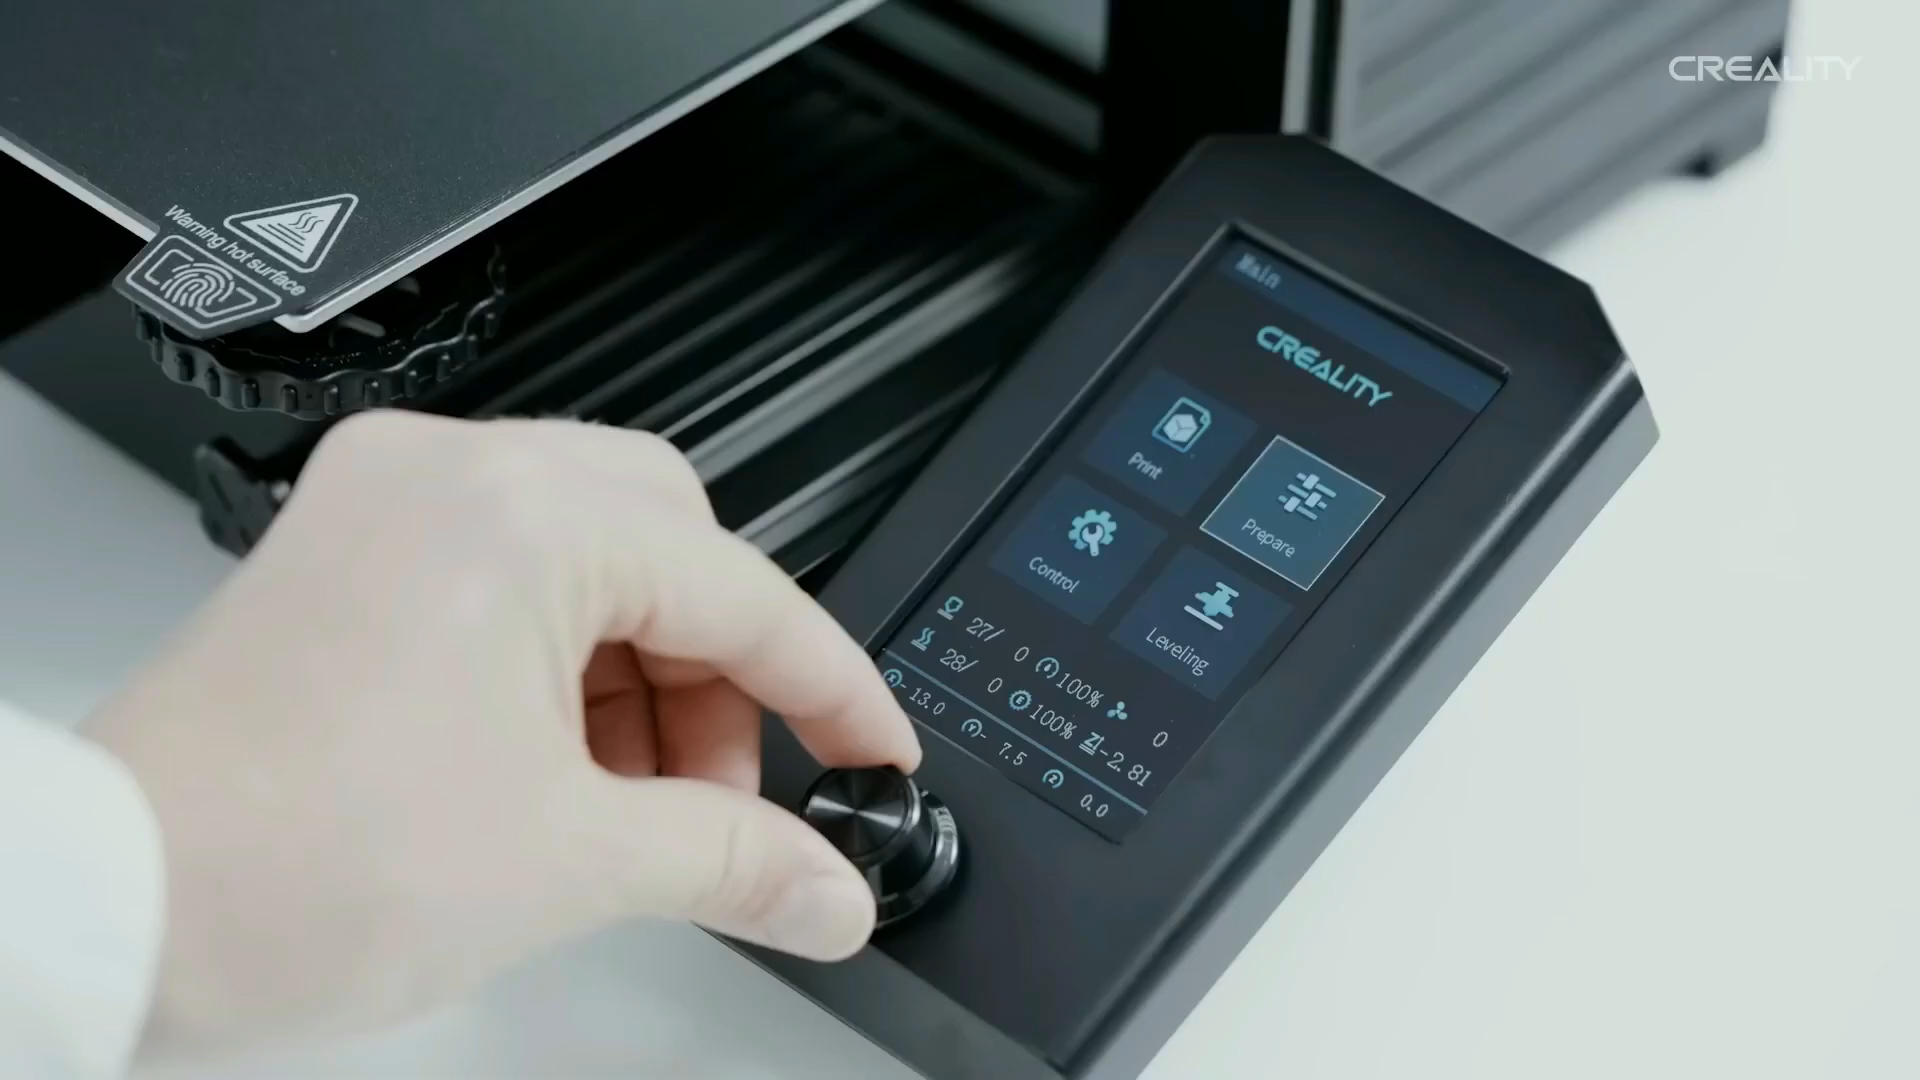 CREALITY
Warning hot surface
Main
CREALITY
Print
Prepare
Control
Leveling
27/ 0 100% 0
28/ 0 100% Z -2.81
X -13.0 Y - 7.5 Z 0.0